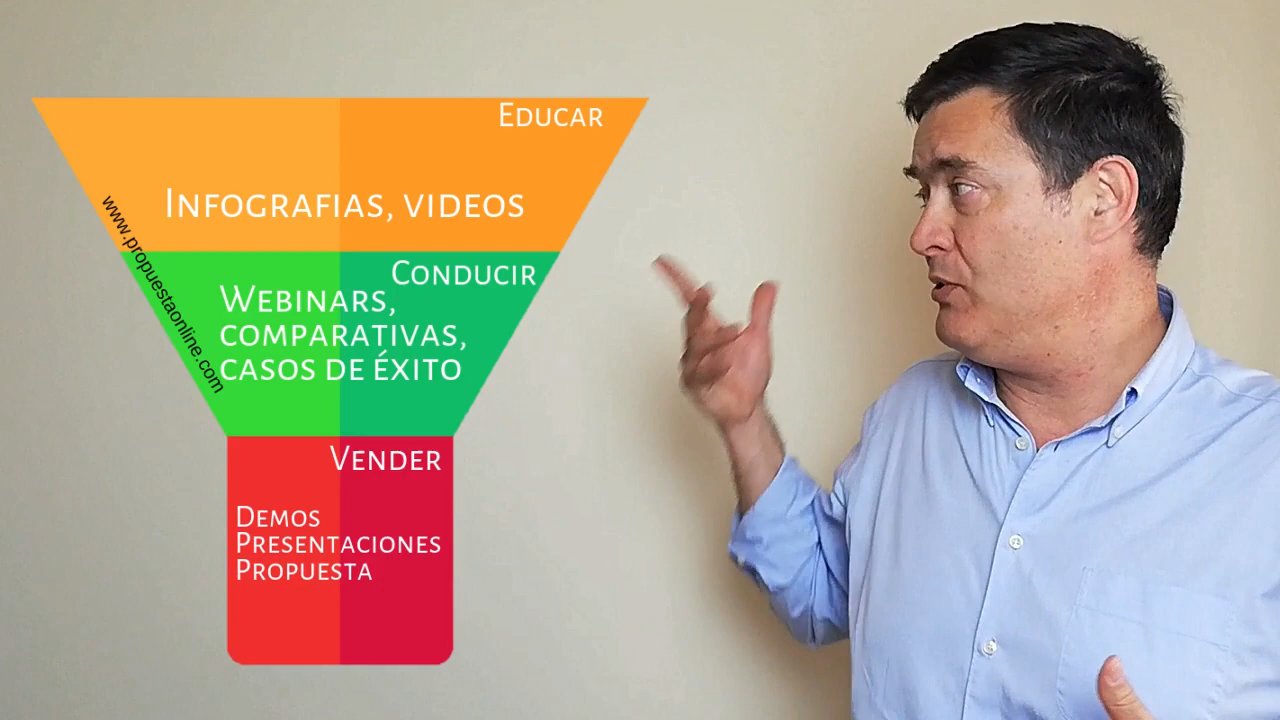 Educar
Infografias, videos
www.propuestaonline.com
Conducir
Webinars,
comparativas,
casos de éxito
Vender
Demos
Presentaciones
Propuesta